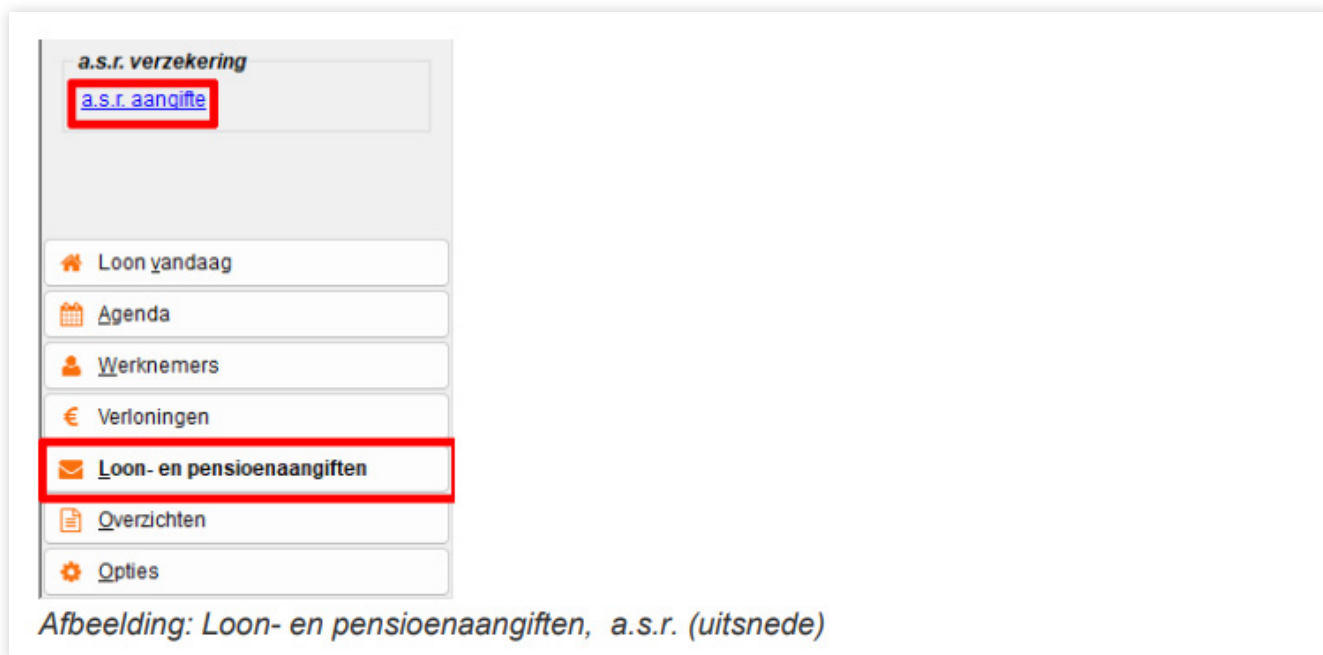 a.s.r. verzekering
a.s.r. aangifte
Loon vandaag
Agenda
Werknemers
€ Verloningen
Loon- en pensioenaangiften
Overzichten
Opties
Afbeelding: Loon- en pensioenaangiften, a.s.r. (uitsnede)